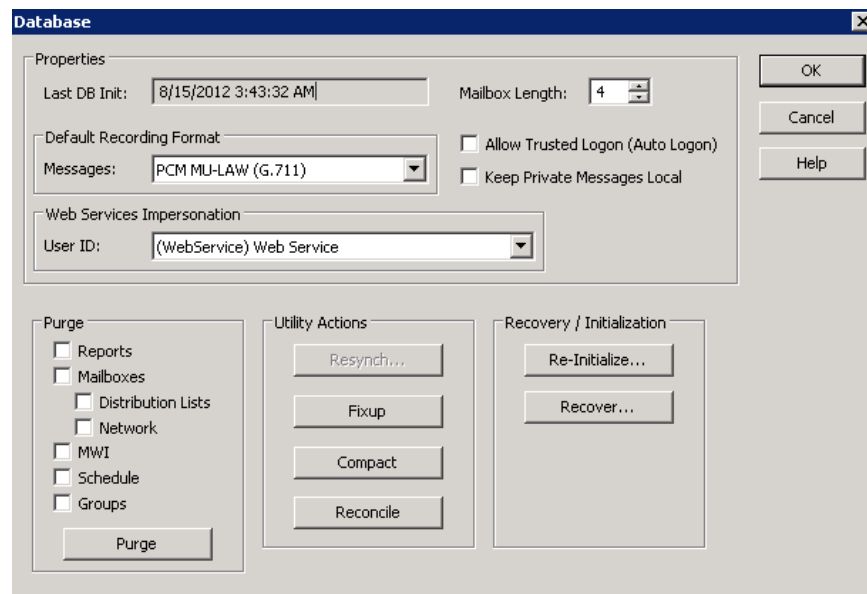 Database
Properties
Last DB Init: 8/15/2012 3:43:32 AM
Mailbox Length: 4
Default Recording Format
Messages: PCM MU-LAW (G.711)
Allow Trusted Logon (Auto Logon)
Keep Private Messages Local
Web Services Impersonation
User ID: (WebService) Web Service
OK
Cancel
Help
Purge
Reports
Mailboxes
Distribution Lists
Network
MWI
Schedule
Groups
Purge
Utility Actions
Resynch...
Fixup
Compact
Reconcile
Recovery / Initialization
Re-Initialize...
Recover...